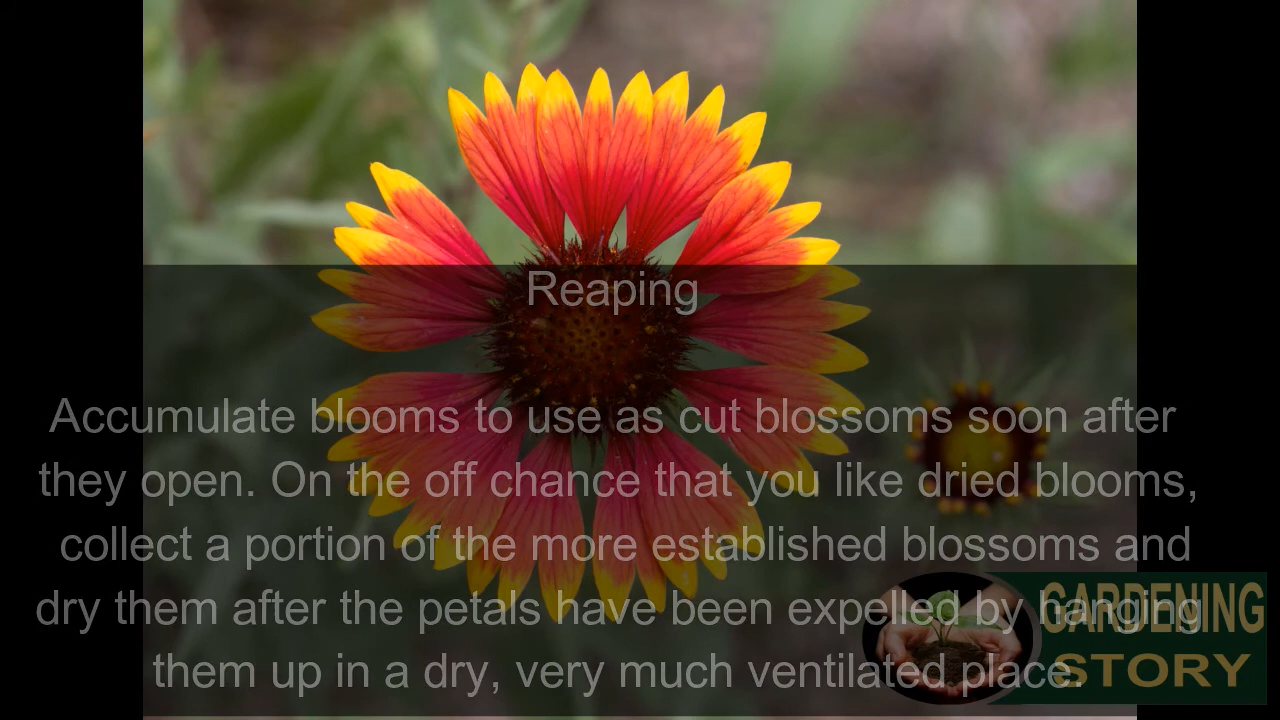 Reaping
Accumulate blooms to use as cut blossoms soon after
they open. On the off chance that you like dried blooms,
collect a portion of the more established blossoms and
dry them after the petals have been expelled by hanging
them up in a dry, very much ventilated place.
GARDENING
STORY